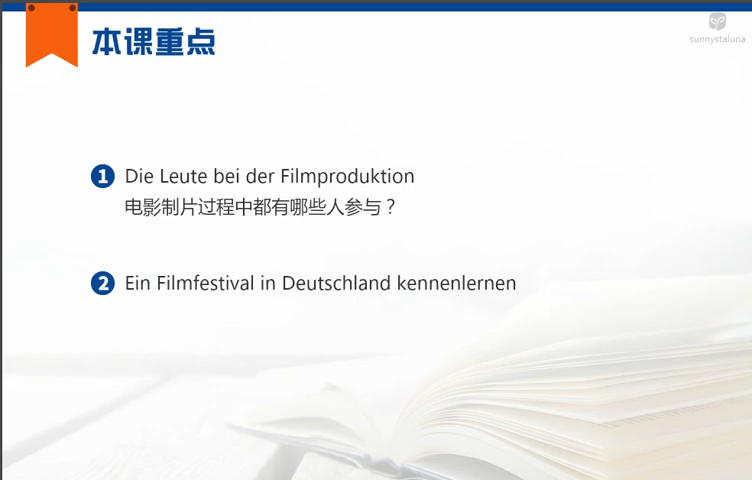 sunnystaluna
本课重点
1 Die Leute bei der Filmproduktion
电影制片过程中都有哪些人参与？
2 Ein Filmfestival in Deutschland kennenlernen